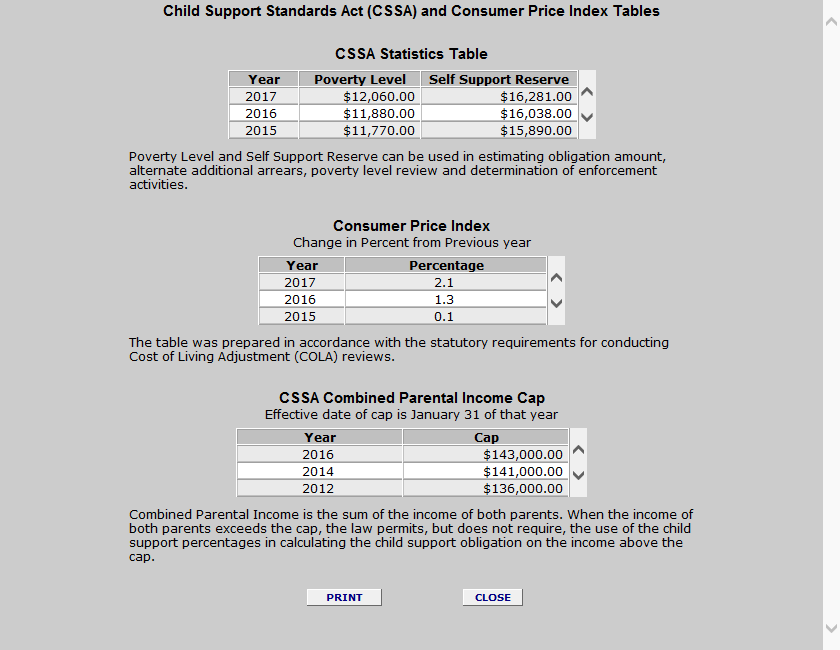 Child Support Standards Act (CSSA) and Consumer Price Index Tables
CSSA Statistics Table
Year Poverty Level Self Support Reserve
2017 $12,060.00 $16,281.00
2016 $11,880.00 $16,038.00
2015 $11,770.00 $15,890.00
Poverty Level and Self Support Reserve can be used in estimating obligation amount,
alternate additional arrears, poverty level review and determination of enforcement
activities.
Consumer Price Index
Change in Percent from Previous year
Year Percentage
2017 2.1
2016 1.3
2015 0.1
The table was prepared in accordance with the statutory requirements for conducting
Cost of Living Adjustment (COLA) reviews.
CSSA Combined Parental Income Cap
Effective date of cap is January 31 of that year
Year Cap
2016 $143,000.00
2014 $141,000.00
2012 $136,000.00
Combined Parental Income is the sum of the income of both parents. When the income of
both parents exceeds the cap, the law permits, but does not require, the use of the child
support percentages in calculating the child support obligation on the income above the
cap.
PRINT CLOSE